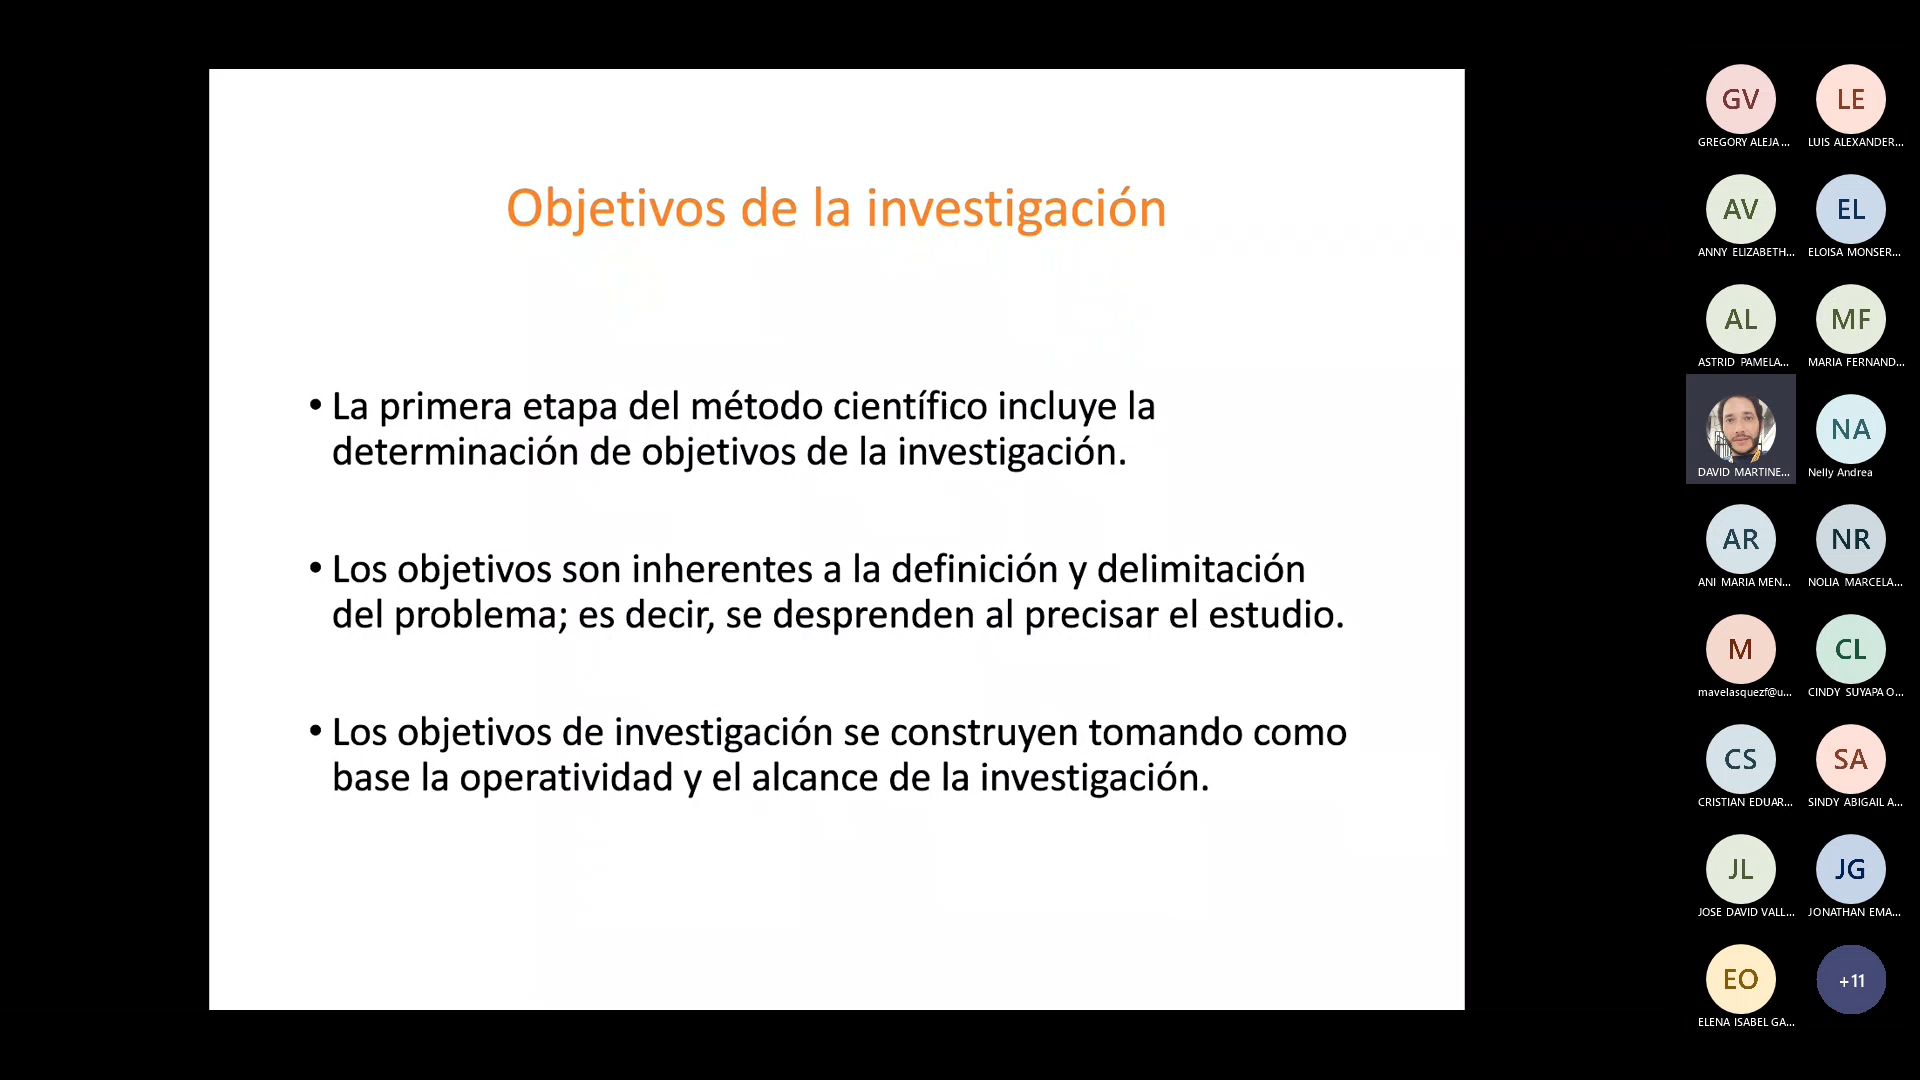 Objetivos de la investigación
• La primera etapa del método científico incluye la
determinación de objetivos de la investigación.
• Los objetivos son inherentes a la definición y delimitación
del problema; es decir, se desprenden al precisar el estudio.
• Los objetivos de investigación se construyen tomando como
base la operatividad y el alcance de la investigación.
GV LE
GREGORY ALEJA... LUIS ALEXANDER...
AV EL
ANNY ELIZABETH... ELOISA MONSER...
AL MF
ASTRID PAMELA... MARIA FERNAND...
NA
DAVID MARTINE... Nelly Andrea
AR NR
ANI MARIA MEN... NOLIA MARCELA...
M CL
mavelasquezf@u... CINDY SUYAPA O...
CS SA
CRISTIAN EDUAR... SINDY ABIGAIL A...
JL JG
JOSE DAVID VALL... JONATHAN EMA...
EO +11
ELENA ISABEL GA...